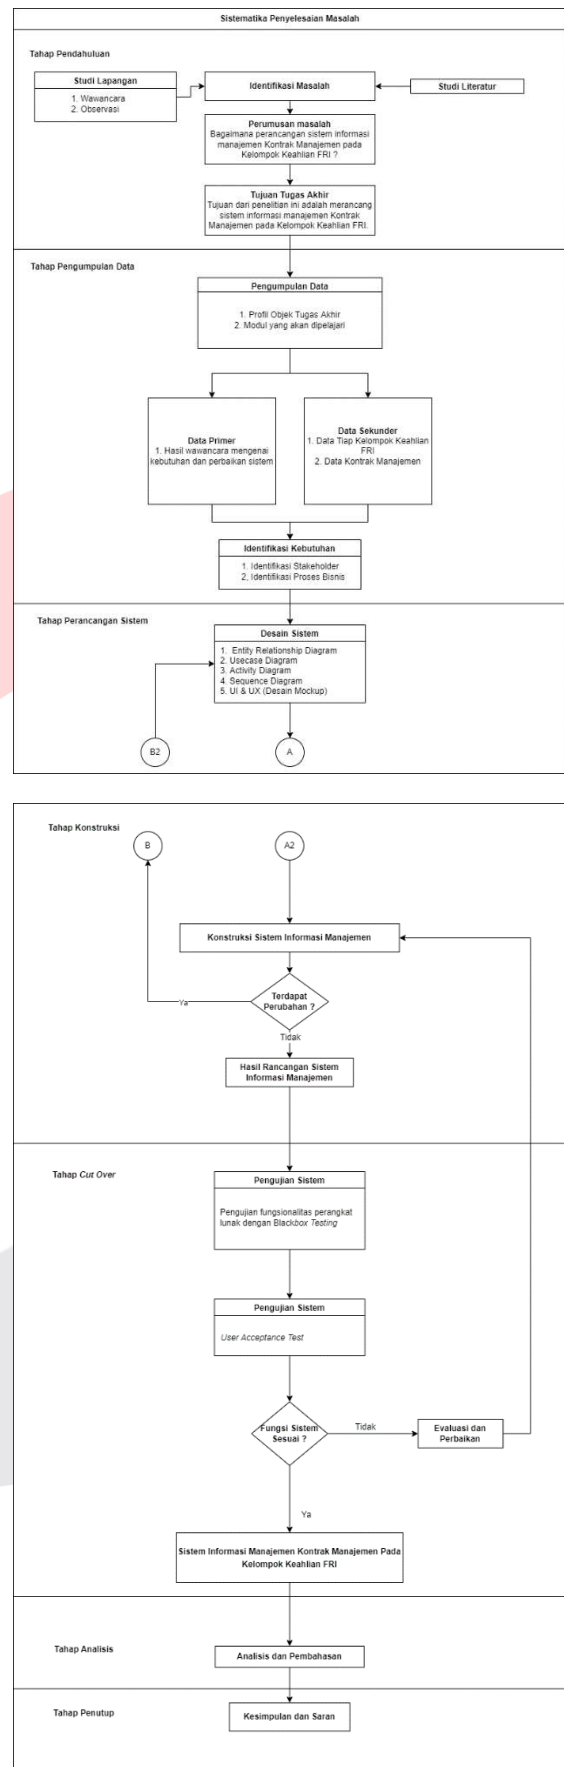 Sistematika Penyelesaian Masalah
Tahap Pendahuluan
Studi Lapangan
1. Wawancara
2. Observasi
Identifikasi Masalah
Studi Literatur
Perumusan masalah
Bagaimana perancangan sistem informasi
manajemen Kontrak Manajemen pada
Kelompok Keahlian FRI ?
Tujuan Tugas Akhir
Tujuan dari penelitian ini adalah merancang
sistem informasi manajemen Kontrak
Manajemen pada Kelompok Keahlian FRI.
Tahap Pengumpulan Data
Pengumpulan Data
1. Profil Objek Tugas Akhir
2. Modul yang akan dipelajari
Data Primer
1. Hasil wawancara mengenai
kebutuhan dan perbaikan sistem
Data Sekunder
1. Data Tiap Kelompok Keahlian
FRI
2. Data Kontrak Manajemen
Identifikasi Kebutuhan
1. Identifikasi Stakeholder
2, Identifikasi Proses Bisnis
Tahap Perancangan Sistem
Desain Sistem
1. Entity Relationship Diagram
2. Usecase Diagram
3. Activity Diagram
4. Sequence Diagram
5. UI & UX (Desain Mockup)
B2
A
Tahap Konstruksi
B
A2
Konstruksi Sistem Informasi Manajemen
Terdapat
Perubahan ?
Ya
Tidak
Hasil Rancangan Sistem
Informasi Manajemen
Tahap Cut Over
Pengujian Sistem
Pengujian fungsionalitas perangkat
lunak dengan Blackbox Testing
Pengujian Sistem
User Acceptance Test
Fungsi Sistem
Sesuai ?
Tidak
Evaluasi dan
Perbaikan
Ya
Sistem Informasi Manajemen Kontrak Manajemen Pada
Kelompok Keahlian FRI
Tahap Analisis
Analisis dan Pembahasan
Tahap Penutup
Kesimpulan dan Saran